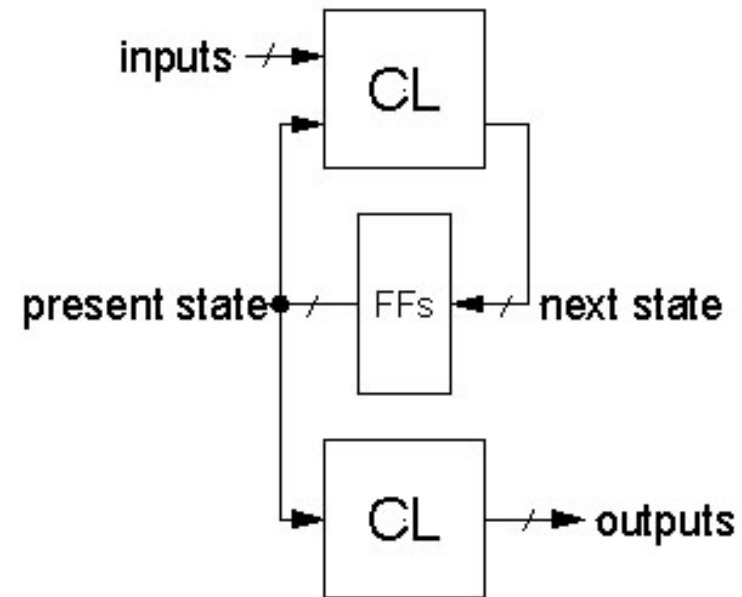 inputs
CL
present state
FFs
next state
CL
outputs